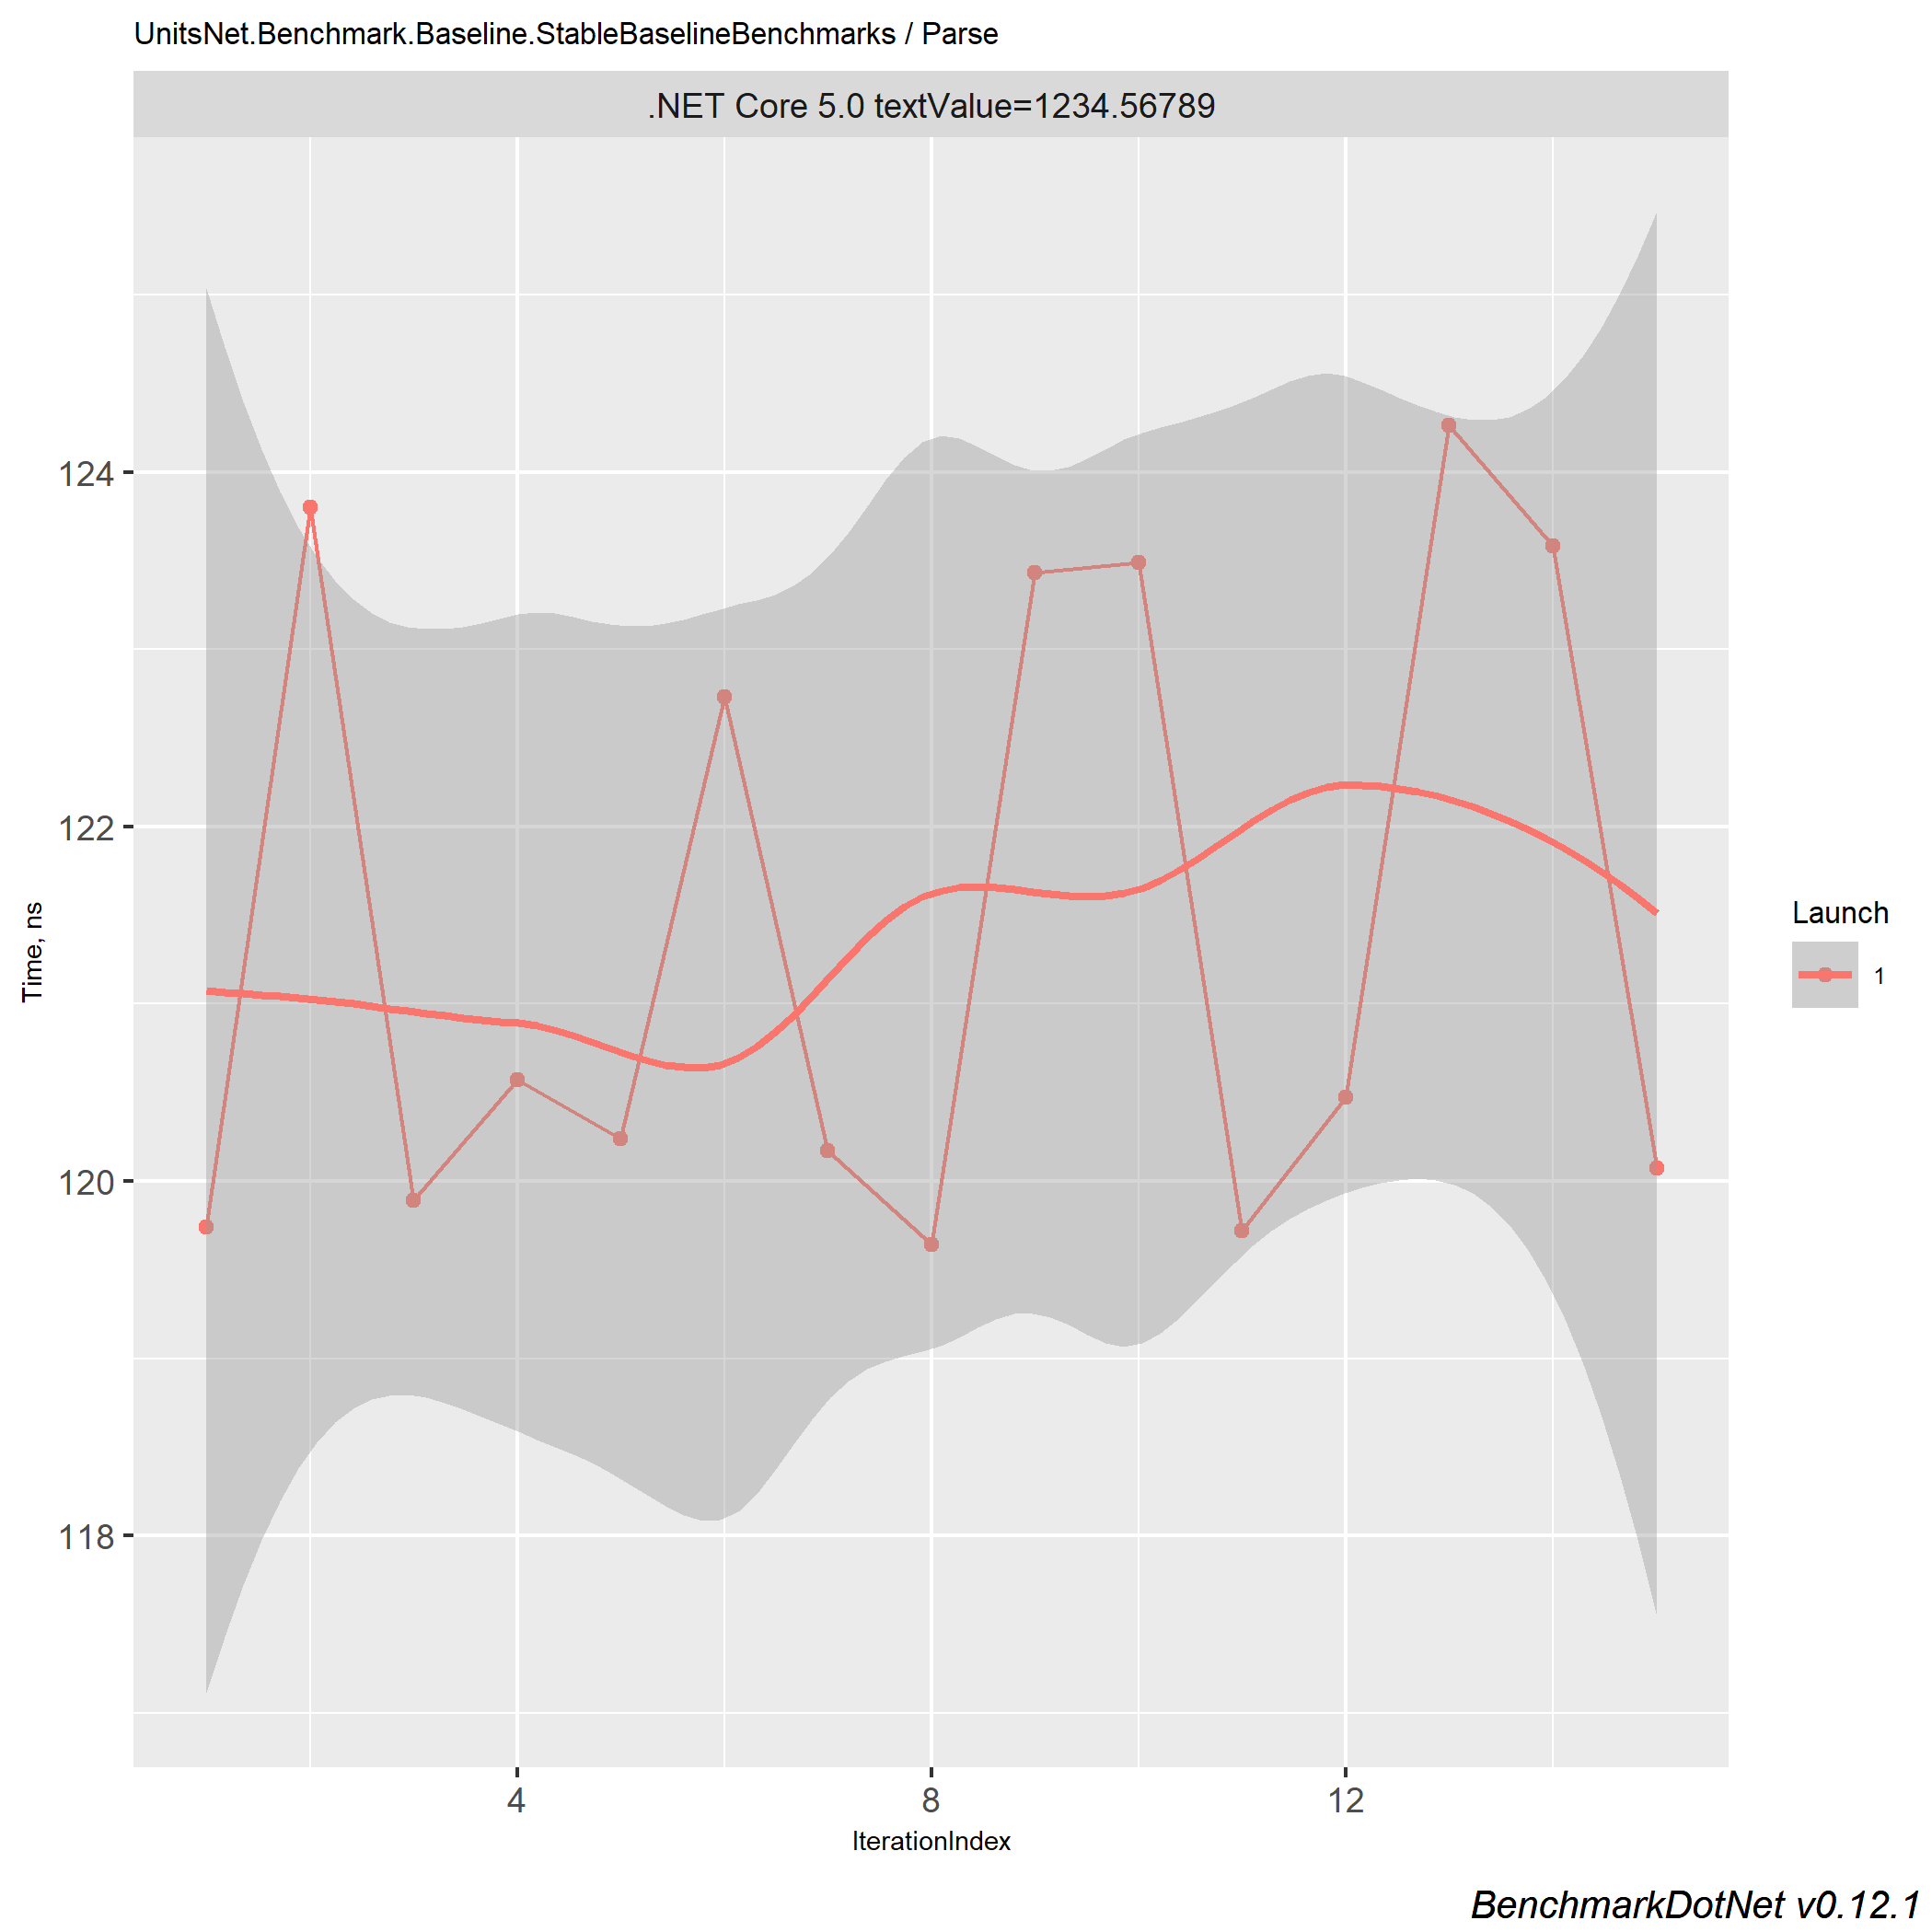 UnitsNet.Benchmark.Baseline.StableBaselineBenchmarks / Parse
.NET Core 5.0 textValue=1234.56789
124
122
120
118
Time, ns
4 8 12
IterationIndex
Launch
1
BenchmarkDotNet v0.12.1